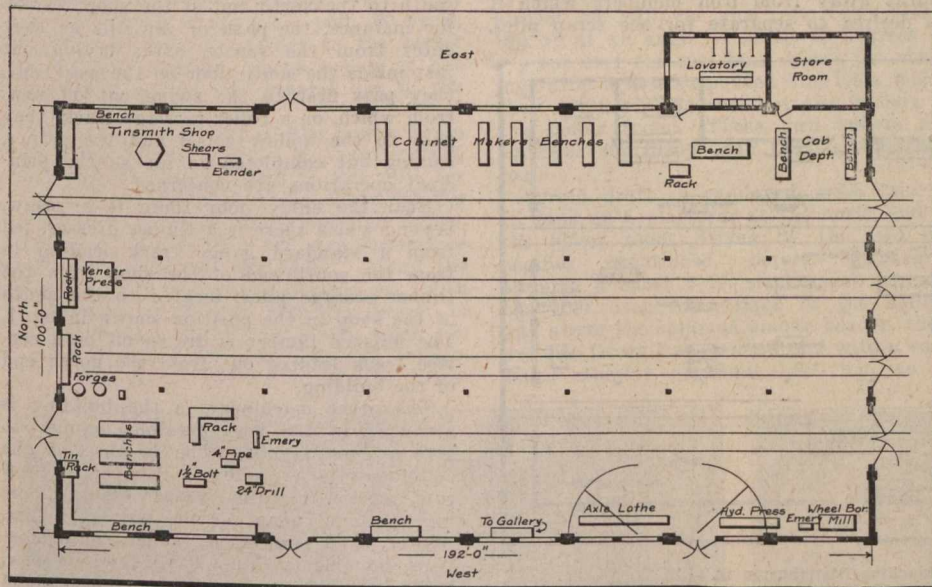 East
Lavatory
Store
Room
Bench
Tinsmith Shop
Shears
Bender
Cabinet Makers Benches
Bench
Rack
Bench
Cab
Dept.
Bench
North
100'-0"
Rack
Veneer
Press
Rack
Forges
Benches
Rack
Emery
4" Pipe
1½" Bolt
24" Drill
Tin
Rack
Bench
Bench
To Gallery
Axle Lathe
Hyd. Press
Emery
Wheel Bor.
Mill
192'-0"
West